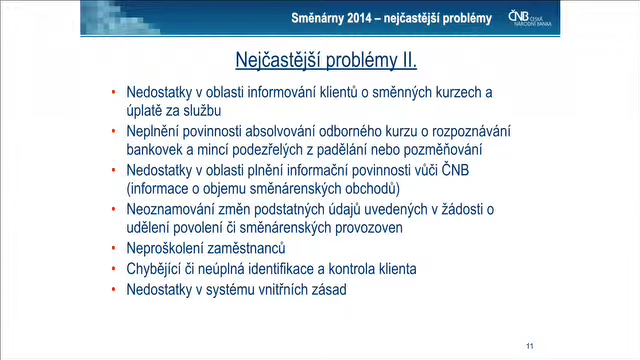 Směnárny 2014 – nejčastější problémy
ČNB ČESKÁ
NÁRODNÍ BANKA
Nejčastější problémy II.
• Nedostatky v oblasti informování klientů o směnných kurzech a
úplatě za službu
• Neplnění povinnosti absolvování odborného kurzu o rozpoznávání
bankovek a mincí podezřelých z padělání nebo pozměňování
• Nedostatky v oblasti plnění informační povinnosti vůči ČNB
(informace o objemu směnárenských obchodů)
• Neoznamování změn podstatných údajů uvedených v žádosti o
udělení povolení či směnárenských provozoven
• Neproškolení zaměstnanců
• Chybějící či neúplná identifikace a kontrola klienta
• Nedostatky v systému vnitřních zásad
11